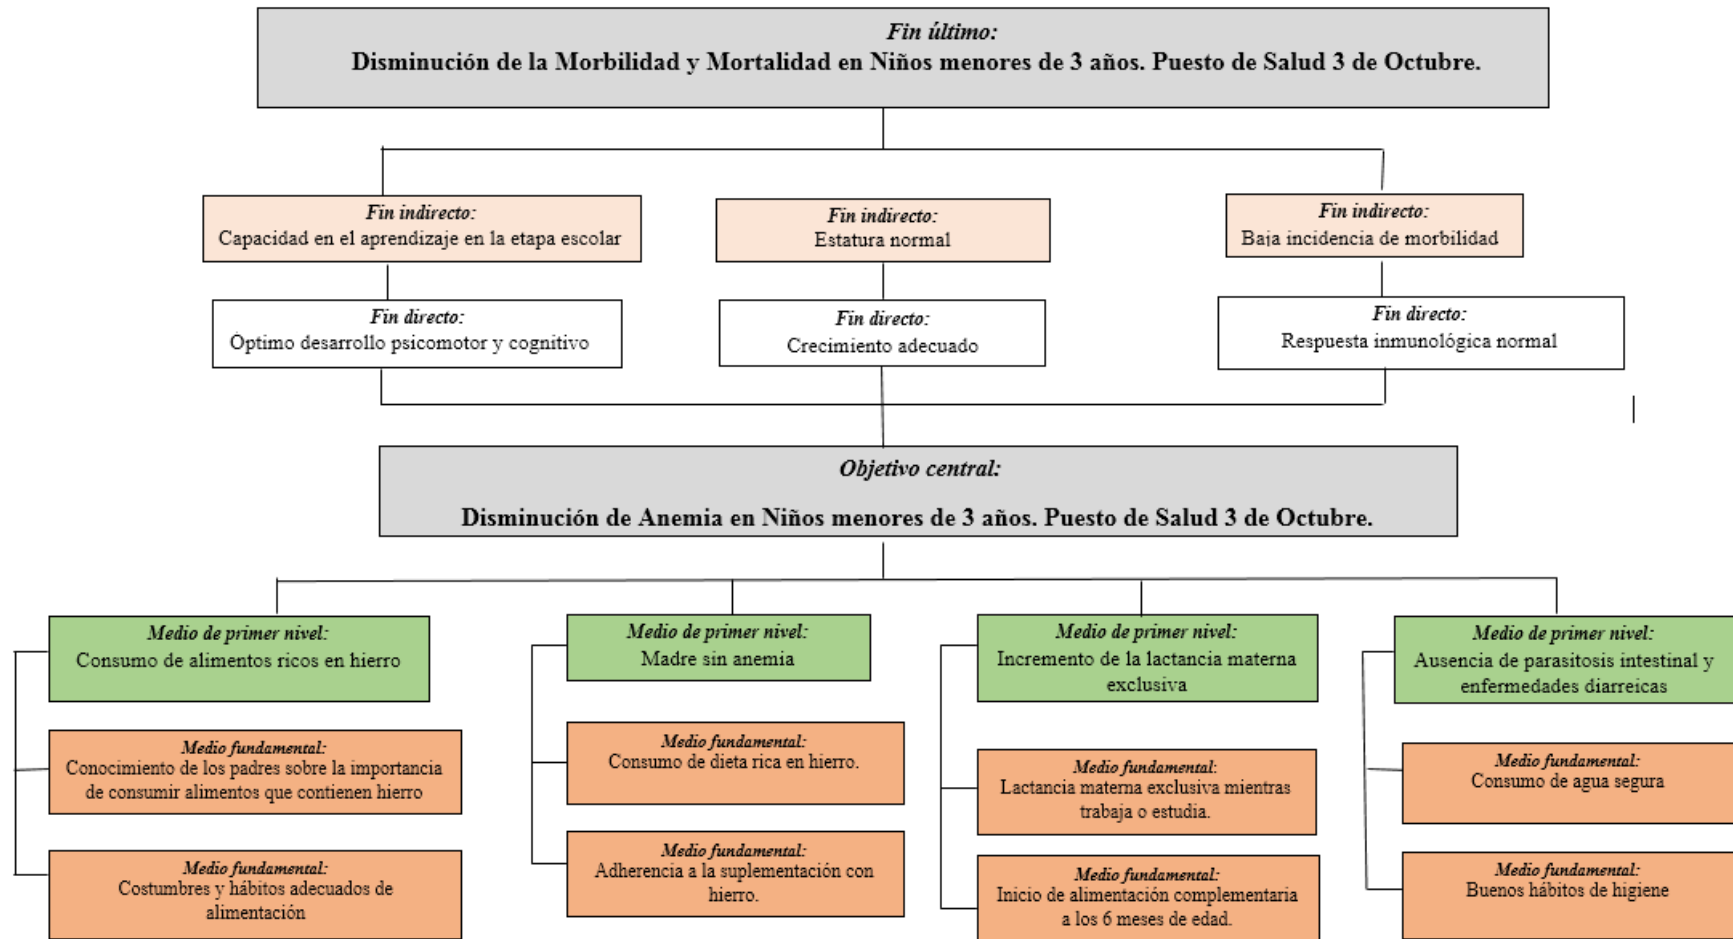 Fin último:
Disminución de la Morbilidad y Mortalidad en Niños menores de 3 años. Puesto de Salud 3 de Octubre.
Fin indirecto:
Capacidad en el aprendizaje en la etapa escolar
Fin indirecto:
Estatura normal
Fin indirecto:
Baja incidencia de morbilidad
Fin directo:
Óptimo desarrollo psicomotor y cognitivo
Fin directo:
Crecimiento adecuado
Fin directo:
Respuesta inmunológica normal
Objetivo central:
Disminución de Anemia en Niños menores de 3 años. Puesto de Salud 3 de Octubre.
Medio de primer nivel:
Consumo de alimentos ricos en hierro
Medio de primer nivel:
Madre sin anemia
Medio de primer nivel:
Incremento de la lactancia materna
exclusiva
Medio de primer nivel:
Ausencia de parasitosis intestinal y
enfermedades diarreicas
Medio fundamental:
Conocimiento de los padres sobre la importancia
de consumir alimentos que contienen hierro
Medio fundamental:
Consumo de dieta rica en hierro.
Medio fundamental:
Lactancia materna exclusiva mientras
trabaja o estudia.
Medio fundamental:
Consumo de agua segura
Medio fundamental:
Costumbres y hábitos adecuados de
alimentación
Medio fundamental:
Adherencia a la suplementación con
hierro.
Medio fundamental:
Inicio de alimentación complementaria
a los 6 meses de edad.
Medio fundamental:
Buenos hábitos de higiene